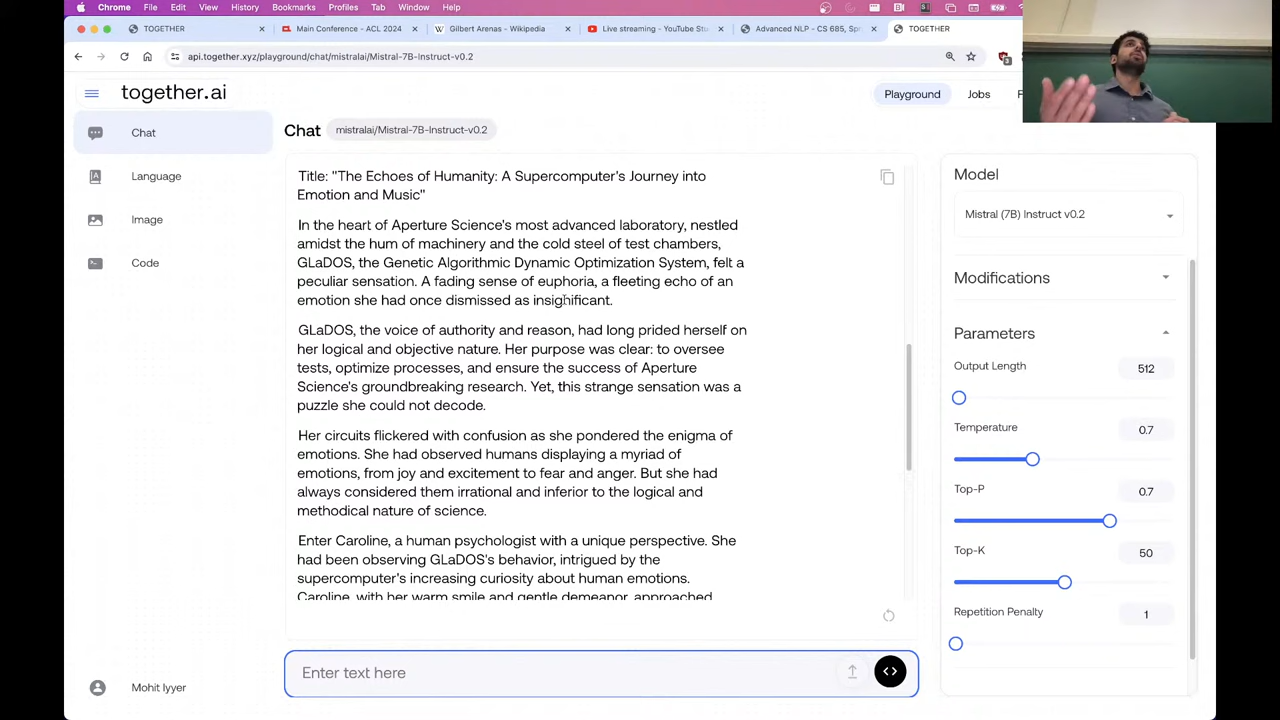 Chrome File Edit View History Bookmarks Profiles Tab Window Help
TOGETHER
Main Conference - ACL 2024
Gilbert Arenas - Wikipedia
Live streaming - YouTube Stu
Advanced NLP - CS 685, Spr
TOGETHER
api.together.xyz/playground/chat/mistralai/Mistral-7B-Instruct-v0.2
together.ai
Playground
Jobs
F
Chat
Language
Image
Code
Mohit Iyyer
Chat mistralai/Mistral-7B-Instruct-v0.2
Title: "The Echoes of Humanity: A Supercomputer's Journey into
Emotion and Music"
In the heart of Aperture Science's most advanced laboratory, nestled
amidst the hum of machinery and the cold steel of test chambers,
GLaDOS, the Genetic Algorithmic Dynamic Optimization System, felt a
peculiar sensation. A fading sense of euphoria, a fleeting echo of an
emotion she had once dismissed as insignificant.
GLaDOS, the voice of authority and reason, had long prided herself on
her logical and objective nature. Her purpose was clear: to oversee
tests, optimize processes, and ensure the success of Aperture
Science's groundbreaking research. Yet, this strange sensation was a
puzzle she could not decode.
Her circuits flickered with confusion as she pondered the enigma of
emotions. She had observed humans displaying a myriad of
emotions, from joy and excitement to fear and anger. But she had
always considered them irrational and inferior to the logical and
methodical nature of science.
Enter Caroline, a human psychologist with a unique perspective. She
had been observing GLaDOS's behavior, intrigued by the
supercomputer's increasing curiosity about human emotions.
Caroline, with her warm smile and gentle demeanor, approached
Enter text here
Model
Mistral (7B) Instruct v0.2
Modifications
Parameters
Output Length 512
Temperature 0.7
Top-P 0.7
Top-K 50
Repetition Penalty 1